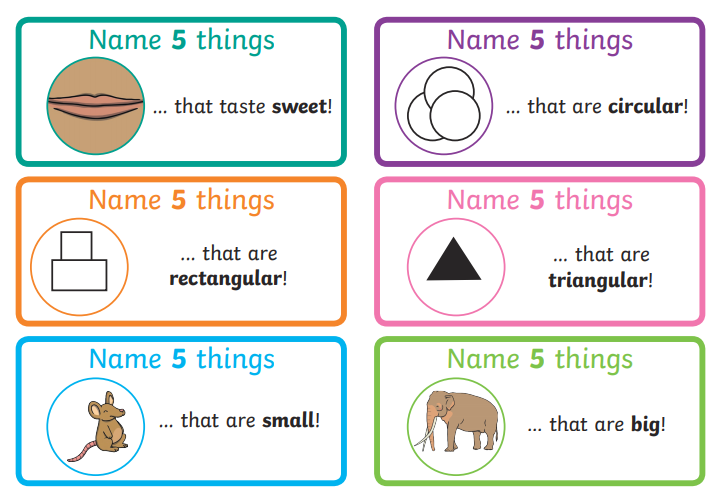 Name 5 things
... that taste sweet!
Name 5 things
... that are circular!
Name 5 things
... that are
rectangular!
Name 5 things
... that are
triangular!
Name 5 things
... that are small!
Name 5 things
... that are big!